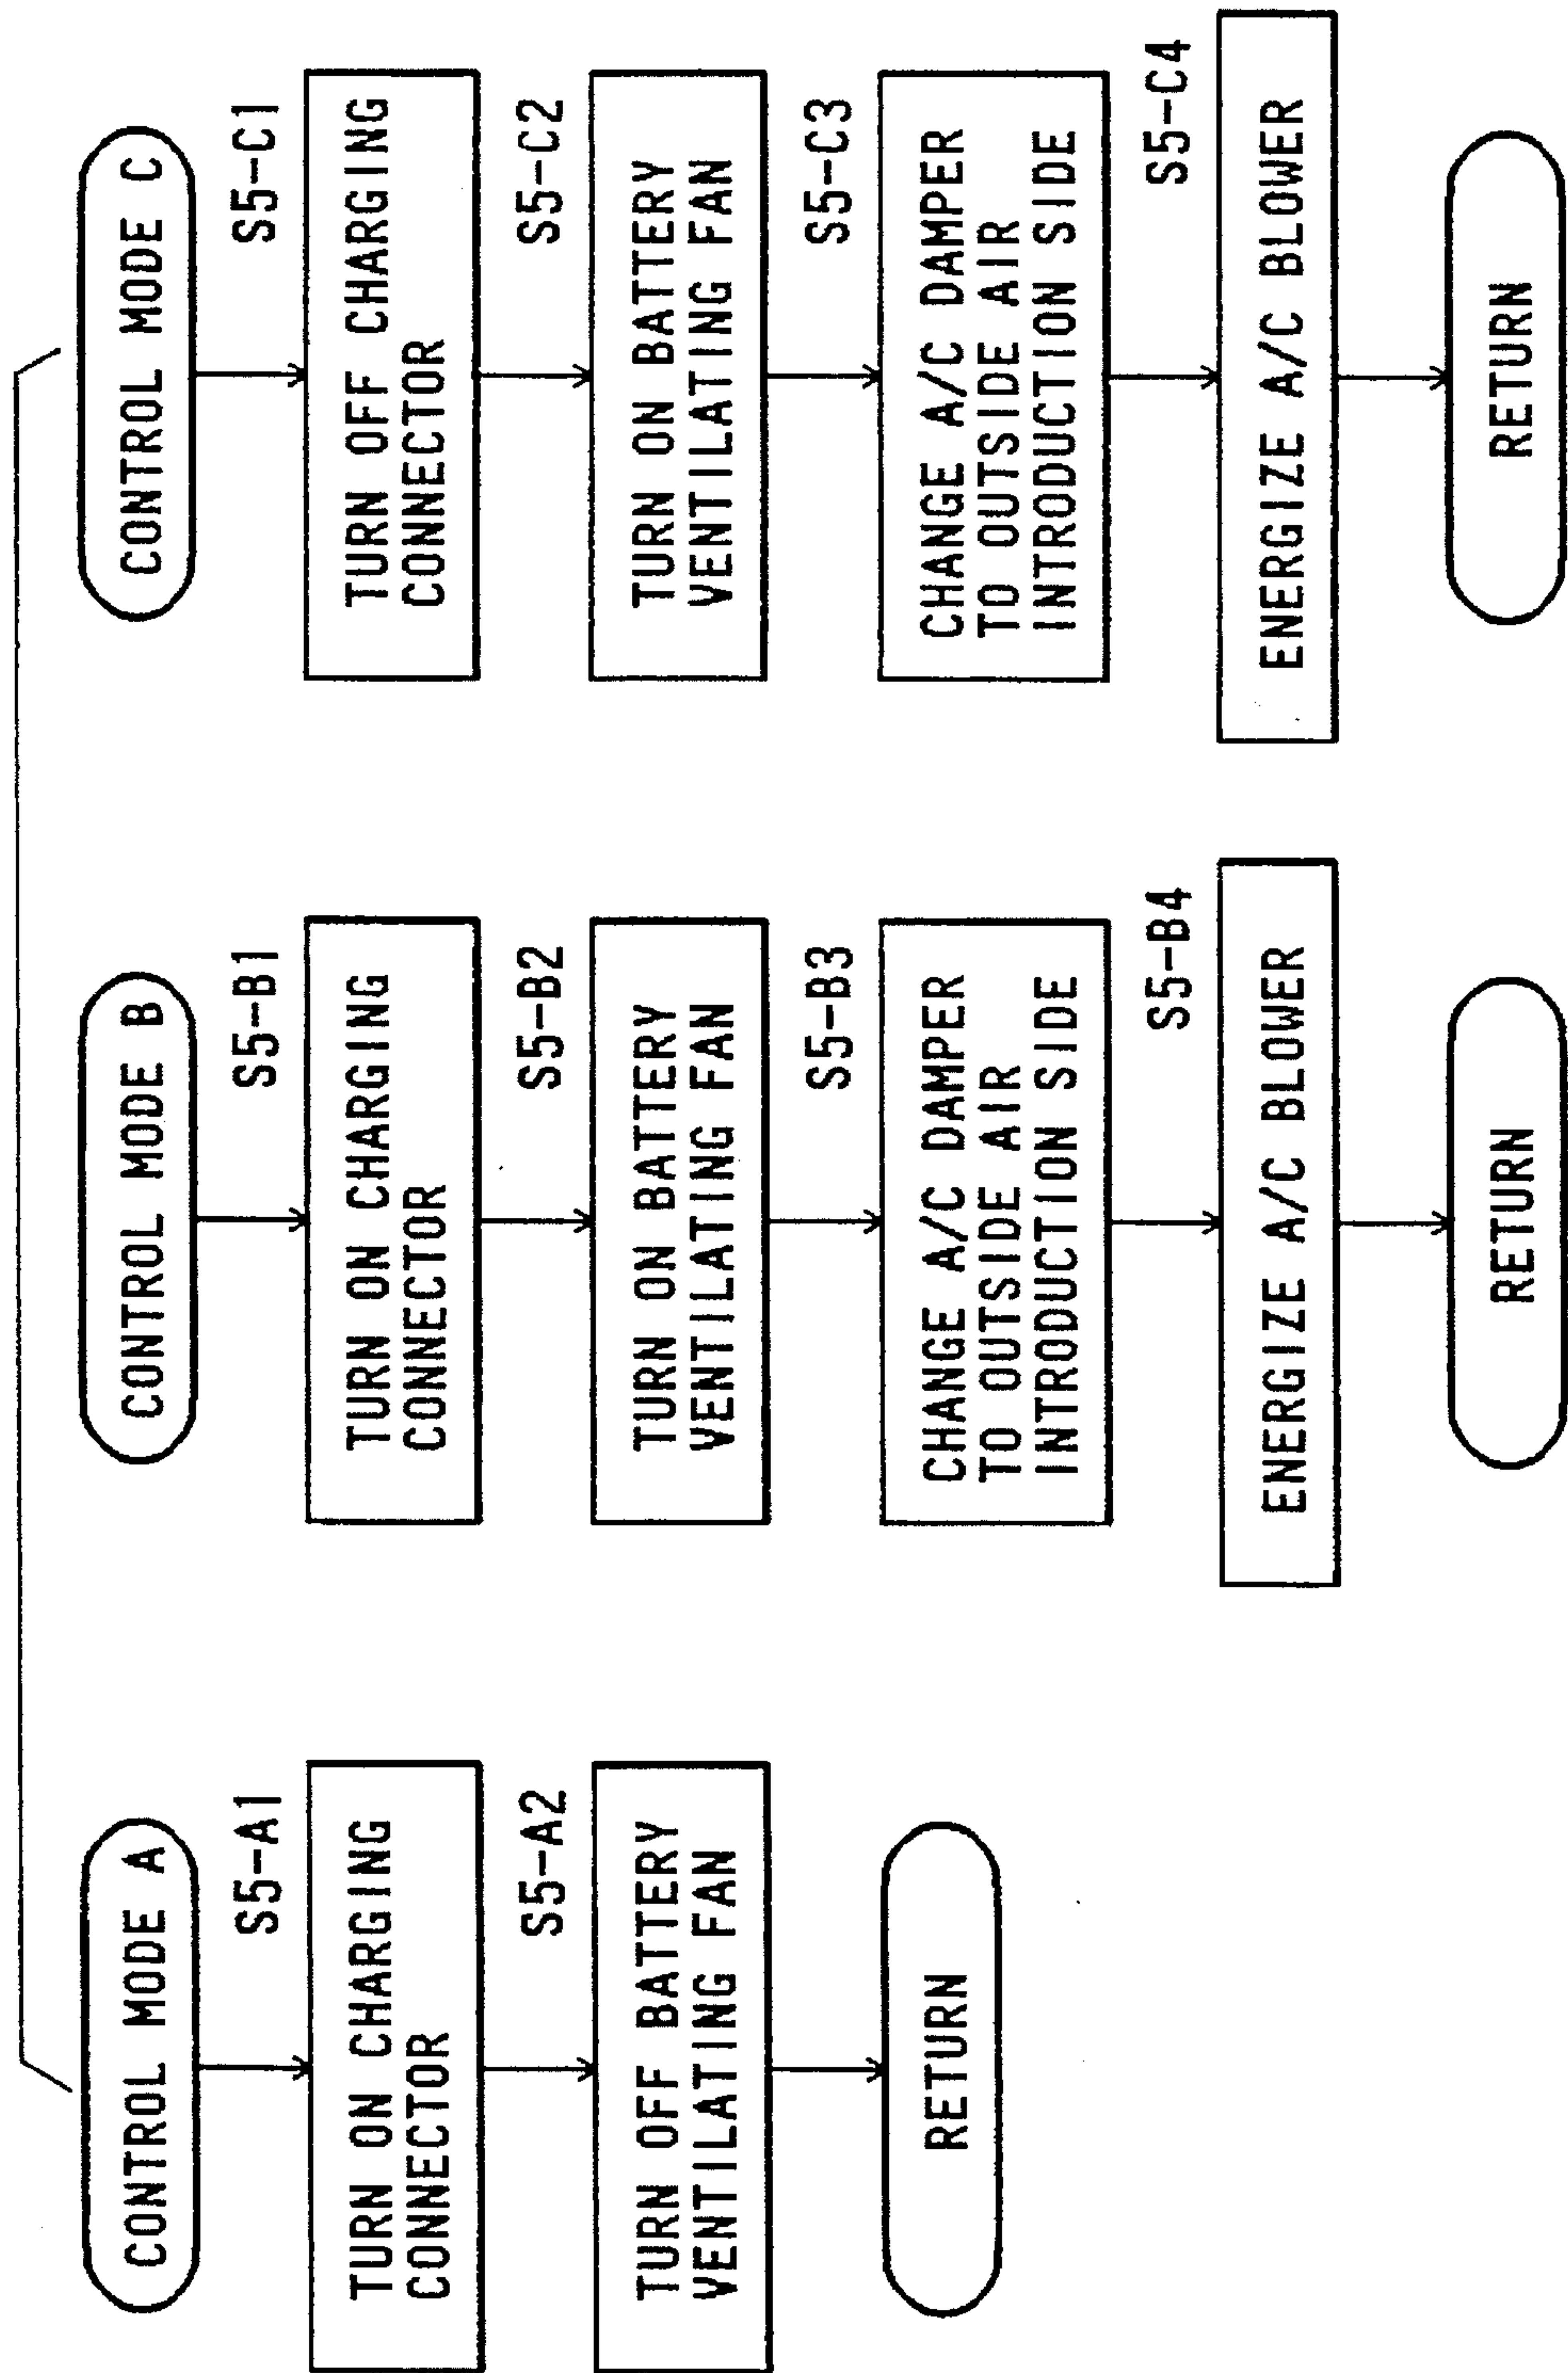 CONTROL MODE A
S5-A1
TURN ON CHARGING
CONNECTOR
S5-A2
TURN OFF BATTERY
VENTILATING FAN
RETURN
CONTROL MODE B
S5-B1
TURN ON CHARGING
CONNECTOR
S5-B2
TURN ON BATTERY
VENTILATING FAN
S5-B3
CHANGE A/C DAMPER
TO OUTSIDE AIR
INTRODUCTION SIDE
S5-B4
ENERGIZE A/C BLOWER
RETURN
CONTROL MODE C
S5-C1
TURN OFF CHARGING
CONNECTOR
S5-C2
TURN ON BATTERY
VENTILATING FAN
S5-C3
CHANGE A/C DAMPER
TO OUTSIDE AIR
INTRODUCTION SIDE
S5-C4
ENERGIZE A/C BLOWER
RETURN